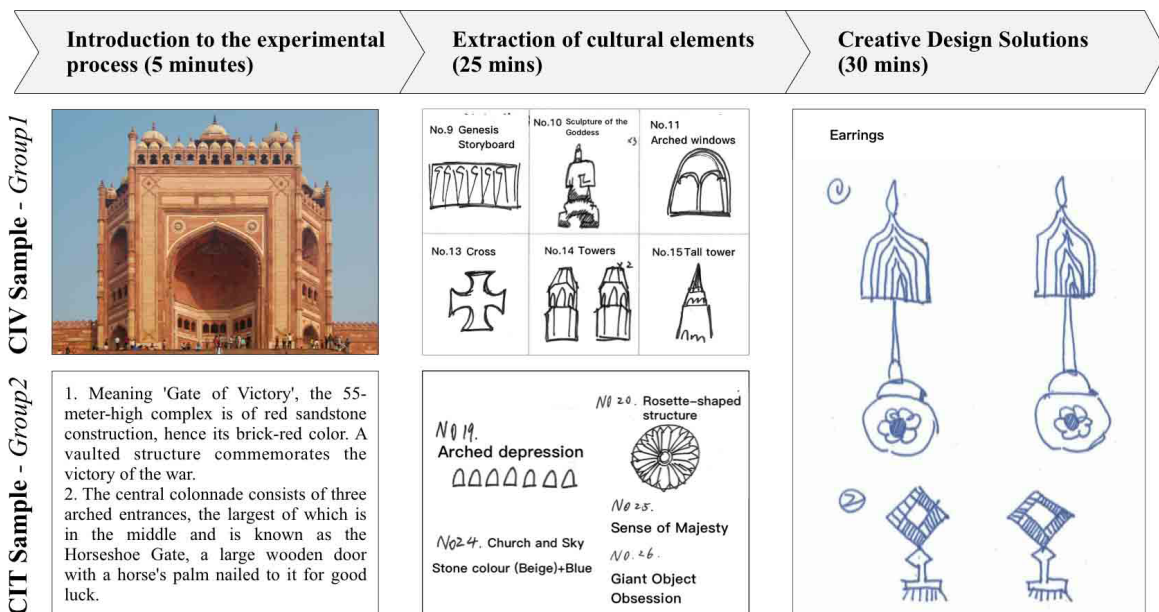 Introduction to the experimental
process (5 minutes)
Extraction of cultural elements
(25 mins)
Creative Design Solutions
(30 mins)
CIV Sample - Group1
No.9 Genesis
Storyboard
No.10 Sculpture of the
Goddess
x3
No.11
Arched windows
No.13 Cross
No.14 Towers
x2
No.15 Tall tower
Earrings
1
2
CIT Sample - Group2
1. Meaning 'Gate of Victory', the 55-
meter-high complex is of red sandstone
construction, hence its brick-red color. A
vaulted structure commemorates the
victory of the war.
2. The central colonnade consists of three
arched entrances, the largest of which is
in the middle and is known as the
Horseshoe Gate, a large wooden door
with a horse's palm nailed to it for good
luck.
NO19.
Arched depression
NO 20. Rosette-shaped
structure
NO24. Church and Sky
Stone colour (Beige)+Blue
NO25.
Sense of Majesty
NO.26.
Giant Object
Obsession